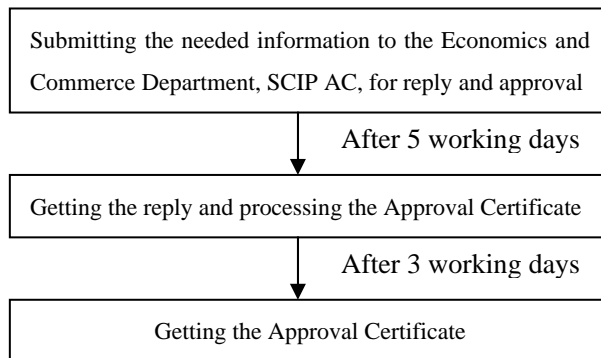 Submitting the needed information to the Economics and
Commerce Department, SCIP AC, for reply and approval
After 5 working days
Getting the reply and processing the Approval Certificate
After 3 working days
Getting the Approval Certificate